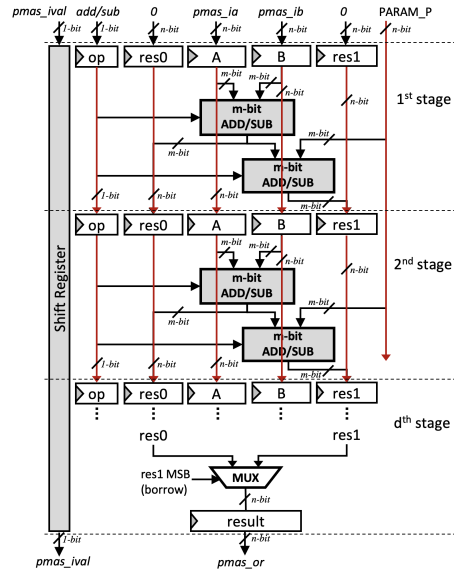 pmas_ival add/sub 0 pmas_ia pmas_ib 0 PARAM_P
1-bit 1-bit n-bit n-bit n-bit n-bit n-bit
op res0 A B res1
m-bit m-bit
n-bit n-bit
m-bit
ADD/SUB
1st stage
m-bit m-bit
m-bit
ADD/SUB
1-bit n-bit n-bit m-bit
op res0 A B res1
m-bit m-bit
n-bit n-bit
m-bit
ADD/SUB
2nd stage
m-bit m-bit
m-bit
ADD/SUB
1-bit n-bit n-bit m-bit
op res0 A B res1
dth stage
res0 res1
res1 MSB
(borrow)
MUX
n-bit
result
Shift Register
1-bit n-bit
pmas_ival pmas_or